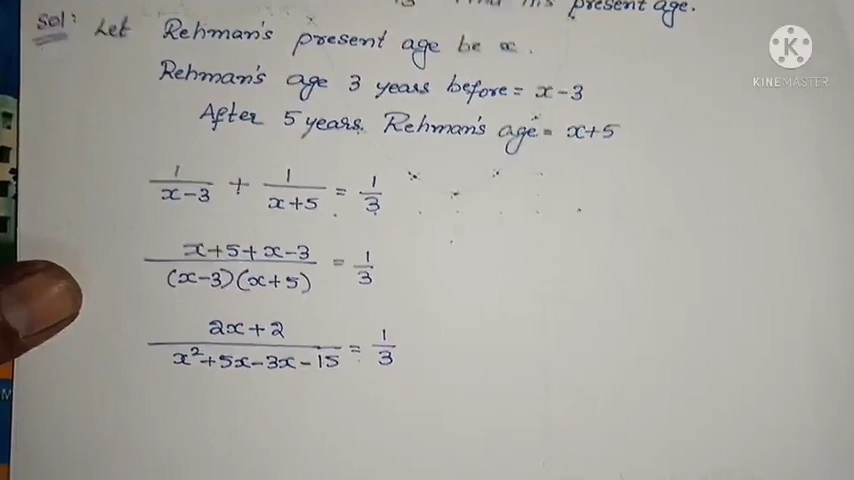 Find his present age.
Sol: Let Rehman's present age be x.
Rehman's age 3 years before = x-3
After 5 years, Rehman's age = x+5
1/(x-3) + 1/(x+5) = 1/3
(x+5+x-3)/((x-3)(x+5)) = 1/3
(2x+2)/(x²+5x-3x-15) = 1/3
KINEMASTER